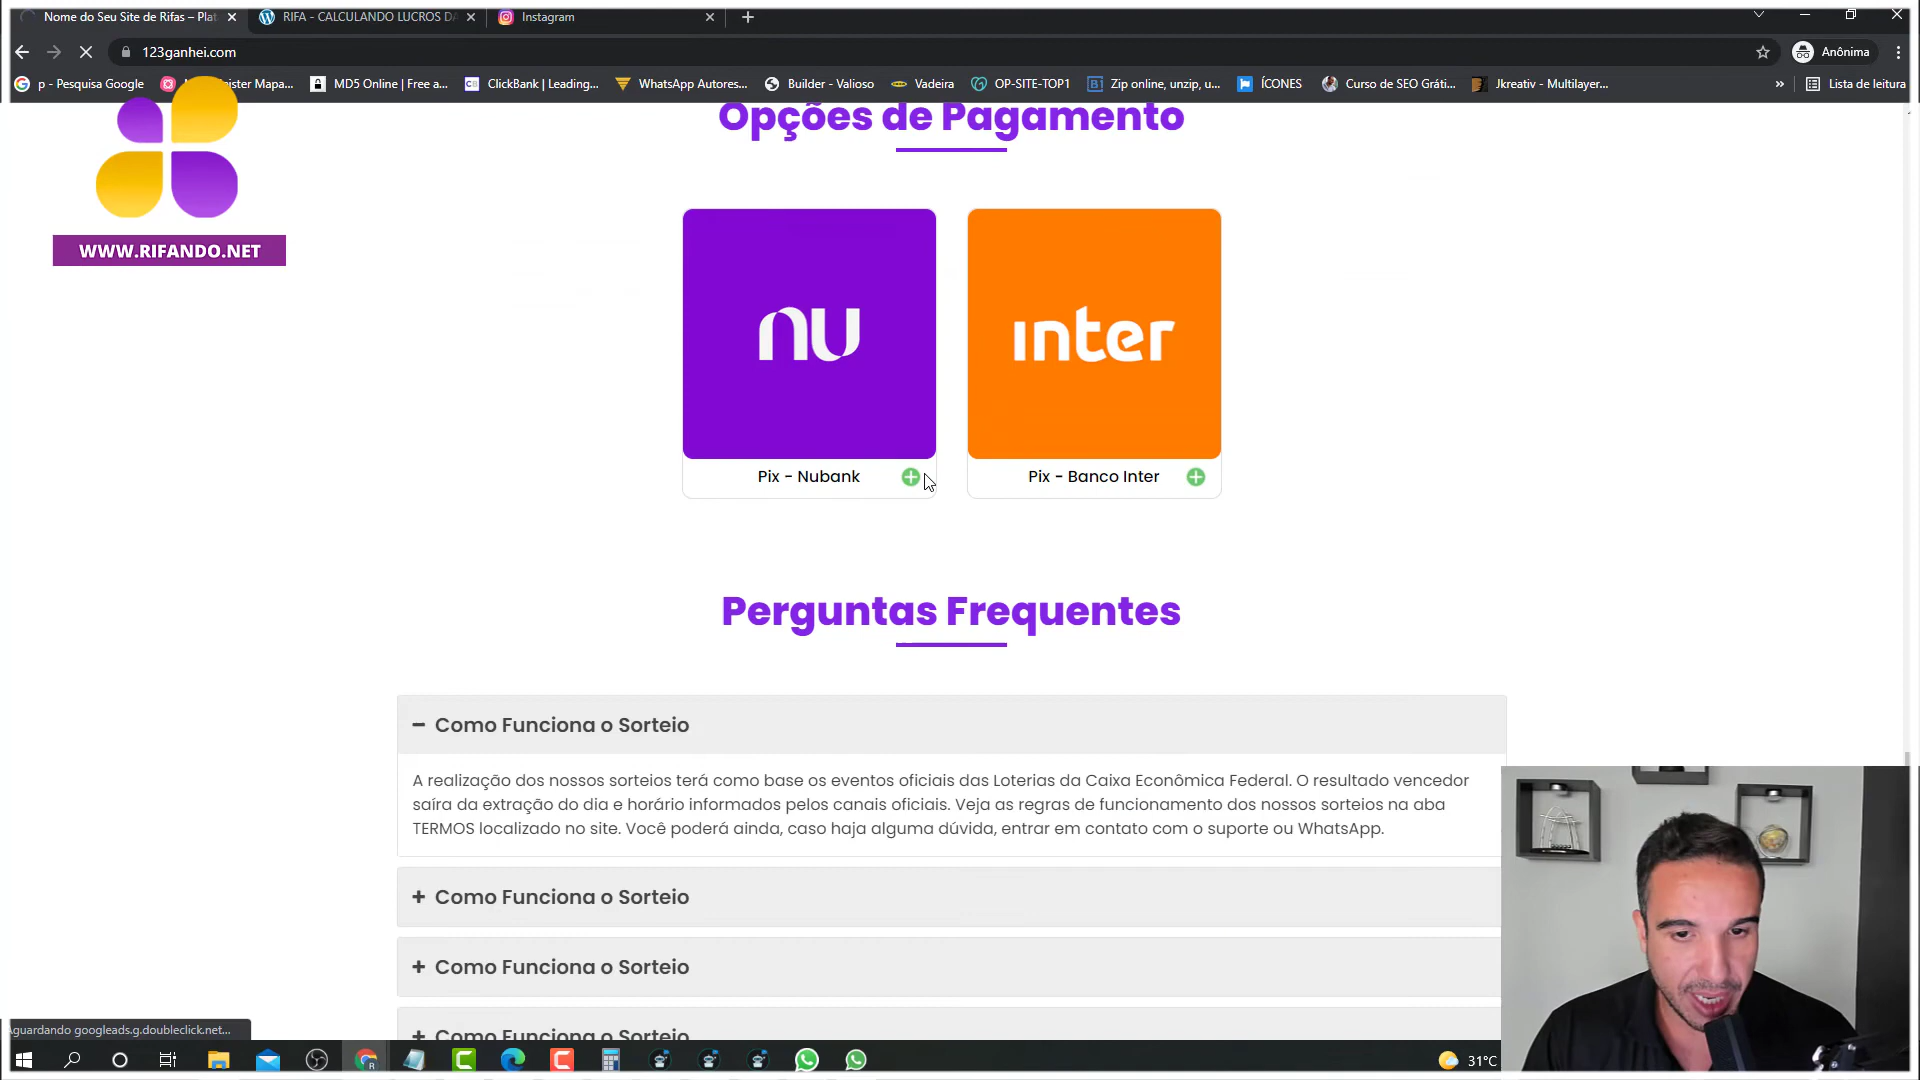 Nome do Seu Site de Rifas – Plat
RIFA - CALCULANDO LUCROS DA
Instagram
123ganhei.com
Anônima
p - Pesquisa Google
MD5 Online | Free a...
ClickBank | Leading...
WhatsApp Autores...
Builder - Valioso
Vadeira
OP-SITE-TOP1
Zip online, unzip, u...
ÍCONES
Curso de SEO Gráti...
Jkreativ - Multilayer...
»
Lista de leitura
WWW.RIFANDO.NET
Opções de Pagamento
nu
inter
Pix - Nubank
Pix - Banco Inter
Perguntas Frequentes
Como Funciona o Sorteio
A realização dos nossos sorteios terá como base os eventos oficiais das Loterias da Caixa Econômica Federal. O resultado vencedor
saíra da extração do dia e horário informados pelos canais oficiais. Veja as regras de funcionamento dos nossos sorteios na aba
TERMOS localizado no site. Você poderá ainda, caso haja alguma dúvida, entrar em contato com o suporte ou WhatsApp.
Como Funciona o Sorteio
Como Funciona o Sorteio
Como Funciona o Sorteio
Aguardando googleads.g.doubleclick.net...
31°C